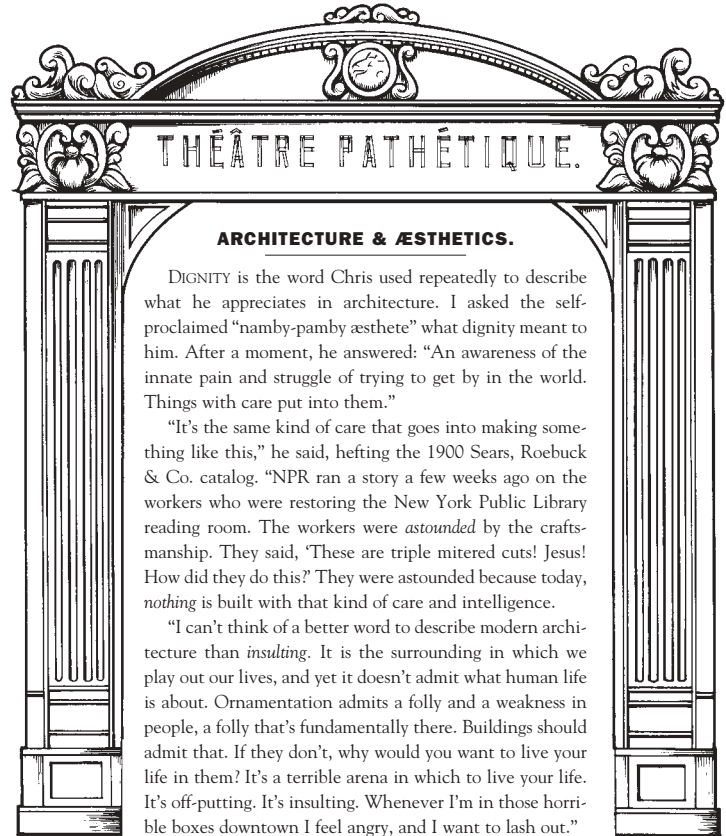 THÉÂTRE PATHÉTIQUE.
ARCHITECTURE & ÆSTHETICS.
DIGNITY is the word Chris used repeatedly to describe
what he appreciates in architecture. I asked the self-
proclaimed “namby-pamby æsthete” what dignity meant to
him. After a moment, he answered: “An awareness of the
innate pain and struggle of trying to get by in the world.
Things with care put into them.”
“It’s the same kind of care that goes into making some-
thing like this,” he said, hefting the 1900 Sears, Roebuck
& Co. catalog. “NPR ran a story a few weeks ago on the
workers who were restoring the New York Public Library
reading room. The workers were astounded by the crafts-
manship. They said, ‘These are triple mitered cuts! Jesus!
How did they do this?’ They were astounded because today,
nothing is built with that kind of care and intelligence.
“I can’t think of a better word to describe modern archi-
tecture than insulting. It is the surrounding in which we
play out our lives, and yet it doesn’t admit what human life
is about. Ornamentation admits a folly and a weakness in
people, a folly that’s fundamentally there. Buildings should
admit that. If they don’t, why would you want to live your
life in them? It’s a terrible arena in which to live your life.
It’s off-putting. It’s insulting. Whenever I’m in those horri-
ble boxes downtown I feel angry, and I want to lash out.”